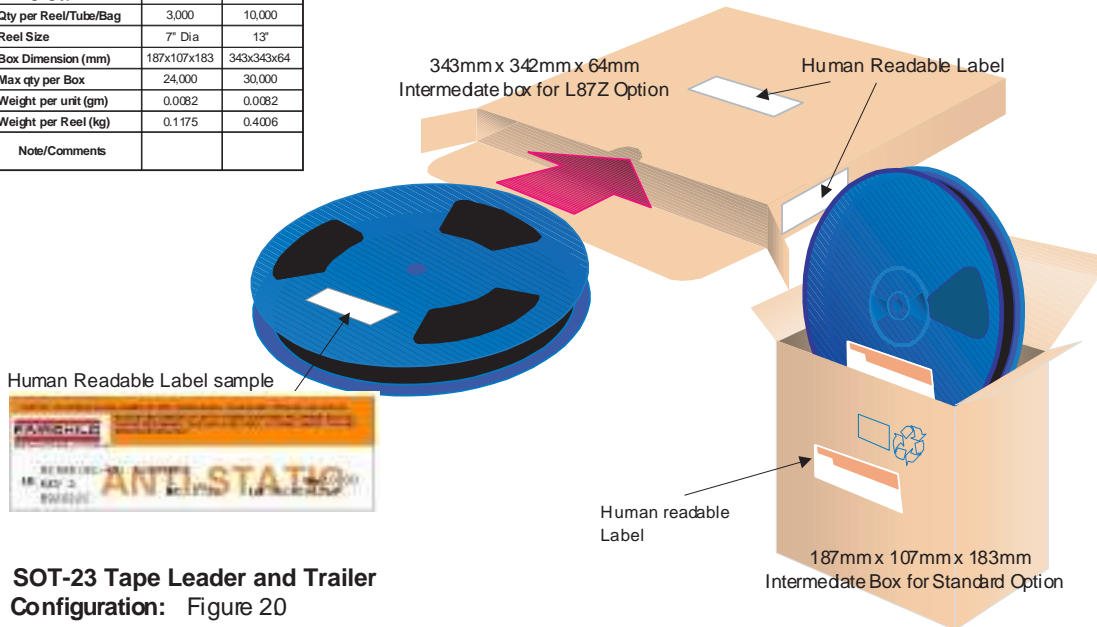 Qty per Reel/Tube/Bag 3,000 10,000
Reel Size 7" Dia 13"
Box Dimension (mm) 187x107x183 343x343x64
Max qty per Box 24,000 30,000
Weight per unit (gm) 0.0082 0.0082
Weight per Reel (kg) 0.1175 0.4006
Note/Comments
343mm x 342mm x 64mm
Intermediate box for L87Z Option
Human Readable Label
Human Readable Label sample
FAIRCHILD
ANTI STATIC
Human readable
Label
187mm x 107mm x 183mm
Intermediate Box for Standard Option
SOT-23 Tape Leader and Trailer
Configuration: Figure 2.0